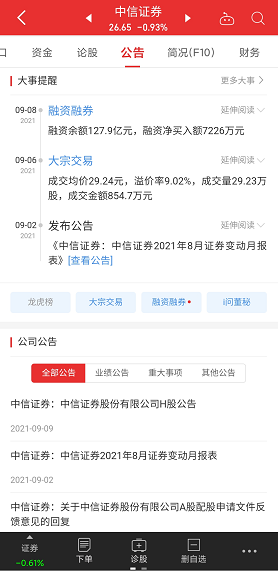 中信证券
26.65 -0.93%
口 资金 论股 公告 简况(F10) 财务
大事提醒 更多大事
09-08 融资融券 延伸阅读
2021
融资余额127.9亿元，融资净买入额7226万元
09-06 大宗交易 延伸阅读
2021
成交均价29.24元，溢价率9.02%，成交量29.23万
股，成交金额854.7万元
09-02 发布公告 延伸阅读
2021
《中信证券：中信证券2021年8月证券变动月报
表》[查看公告]
龙虎榜 大宗交易 融资融券 i问董秘
公司公告
全部公告 业绩公告 重大事项 其他公告
中信证券：中信证券股份有限公司H股公告
2021-09-09
中信证券：中信证券2021年8月证券变动月报表
2021-09-02
中信证券：关于中信证券股份有限公司A股配股申请文件反
馈意见的回复
证券 下单 诊股 删自选
-0.61%